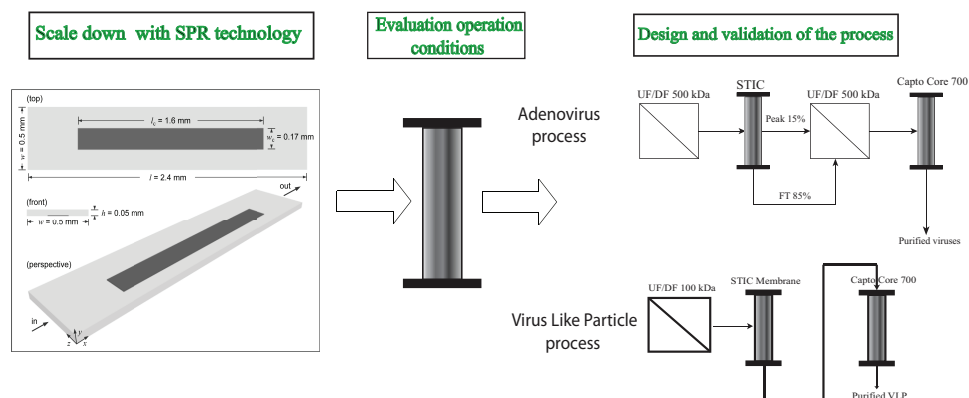 Scale down with SPR technology
Evaluation operation
conditions
Design and validation of the process
(top)
w = 0.5 mm
lc = 1.6 mm
wc = 0.17 mm
l = 2.4 mm
out
(front)
h = 0.05 mm
w = 0.5 mm
(perspective)
in
y
z
x
Adenovirus
process
UF/DF 500 kDa
STIC
Peak 15%
UF/DF 500 kDa
Capto Core 700
FT 85%
Purified viruses
Virus Like Particle
process
UF/DF 100 kDa
STIC Membrane
Capto Core 700
Purified VLP